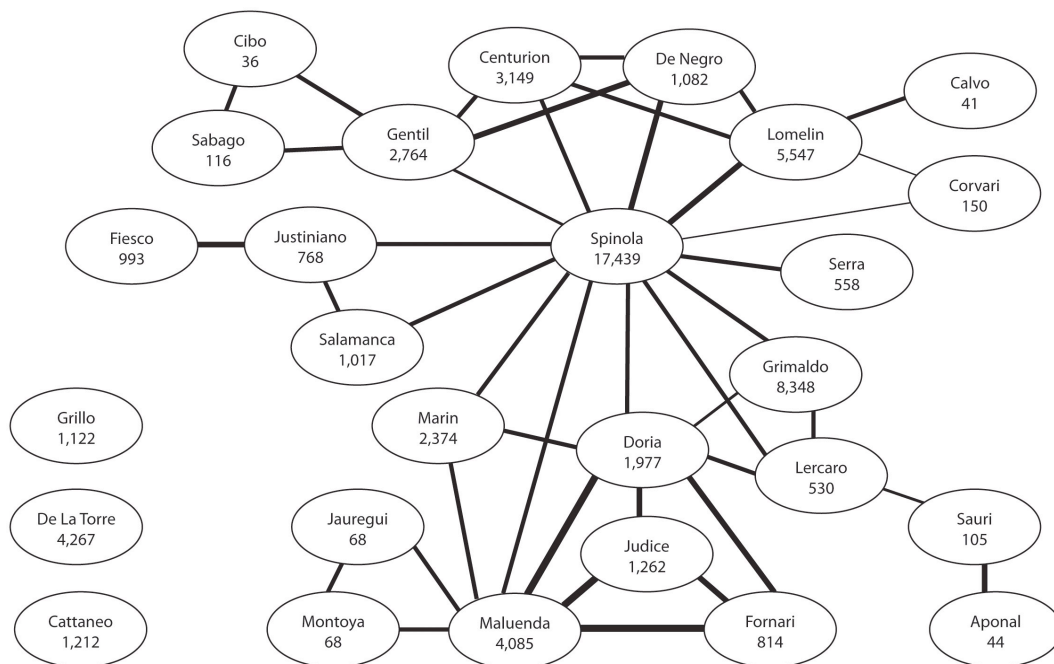 Cibo
36
Centurion
3,149
De Negro
1,082
Calvo
41
Sabago
116
Gentil
2,764
Lomelin
5,547
Corvari
150
Fiesco
993
Justiniano
768
Spinola
17,439
Serra
558
Salamanca
1,017
Grimaldo
8,348
Grillo
1,122
Marin
2,374
Doria
1,977
Lercaro
530
De La Torre
4,267
Jauregui
68
Judice
1,262
Sauri
105
Cattaneo
1,212
Montoya
68
Maluenda
4,085
Fornari
814
Aponal
44